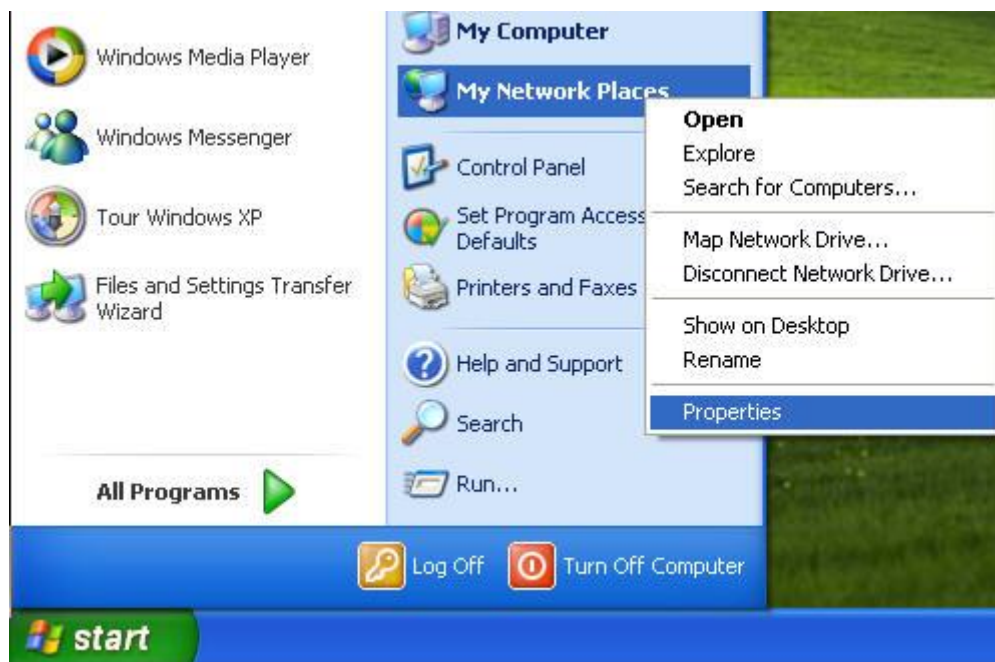 Windows Media Player
Windows Messenger
Tour Windows XP
Files and Settings Transfer
Wizard
All Programs
My Computer
My Network Places
Control Panel
Set Program Access
Defaults
Printers and Faxes
Help and Support
Search
Run...
Open
Explore
Search for Computers...
Map Network Drive...
Disconnect Network Drive...
Show on Desktop
Rename
Properties
Log Off
Turn Off Computer
start